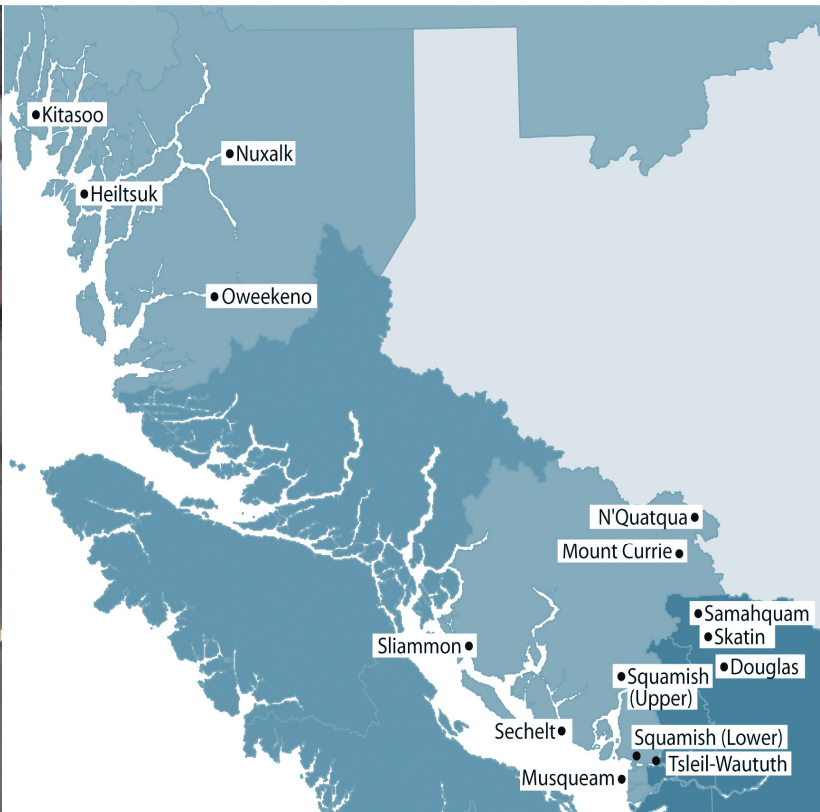 Kitasoo
Nuxalk
Heiltsuk
Oweekeno
N'Quatqua
Mount Currie
Samahquam
Skatin
Sliammon
Douglas
Squamish
(Upper)
Sechelt
Squamish (Lower)
Tsleil-Waututh
Musqueam